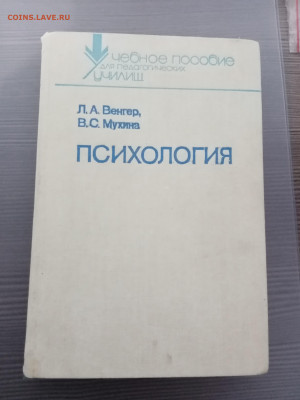 coins.lave.ru
Учебное пособие
для педагогических
училищ
Л.А. Венгер,
В.С. Мухина
ПСИХОЛОГИЯ